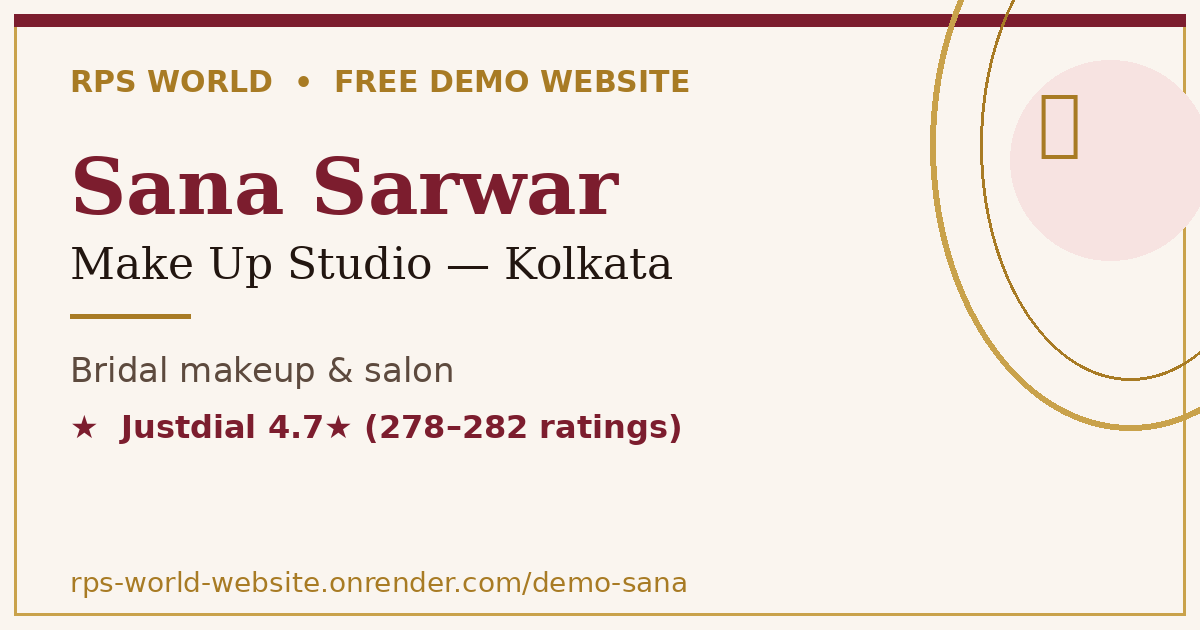 RPS WORLD • FREE DEMO WEBSITE
Sana Sarwar
Make Up Studio — Kolkata
Bridal makeup & salon
★ Justdial 4.7★ (278–282 ratings)
rps-world-website.onrender.com/demo-sana